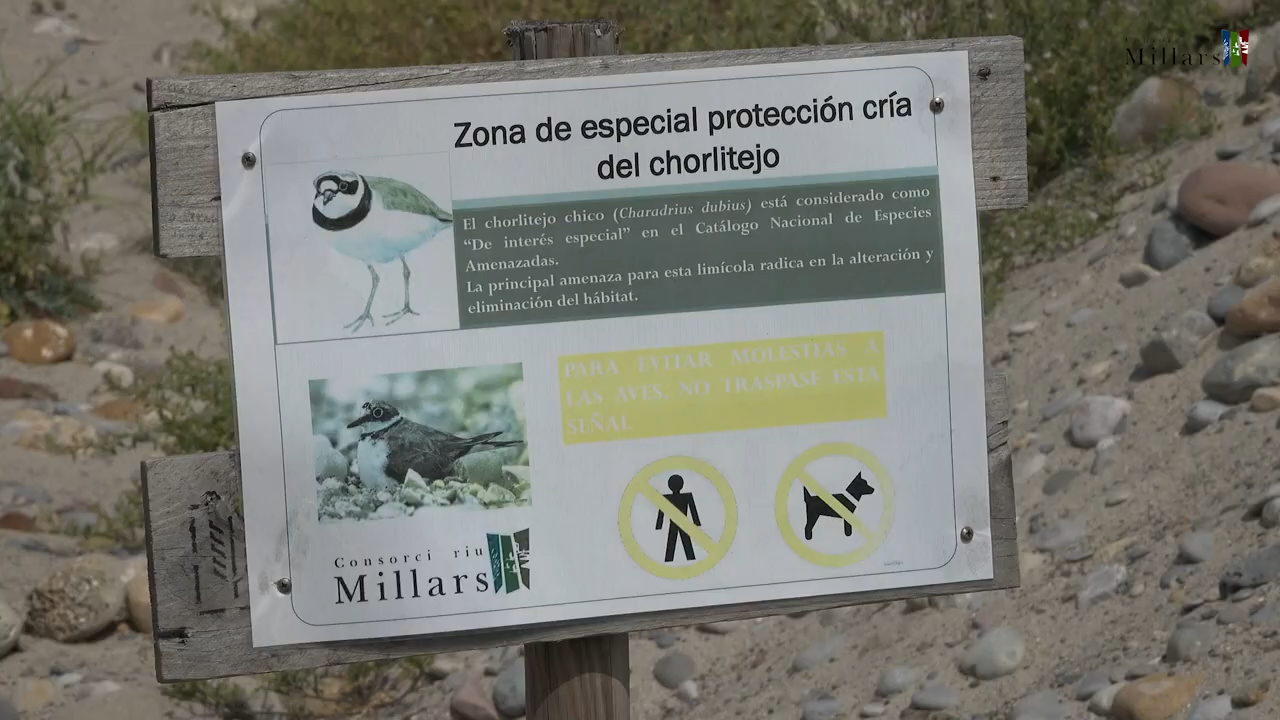 Millars
Zona de especial protección cría
del chorlitejo
El chorlitejo chico (Charadrius dubius) está considerado como
“De interés especial” en el Catálogo Nacional de Especies
Amenazadas.
La principal amenaza para esta limícola radica en la alteración y
eliminación del hábitat.
PARA EVITAR MOLESTIAS A
LAS AVES, NO TRASPASE ESTA
SEÑAL
Consorci riu
Millars